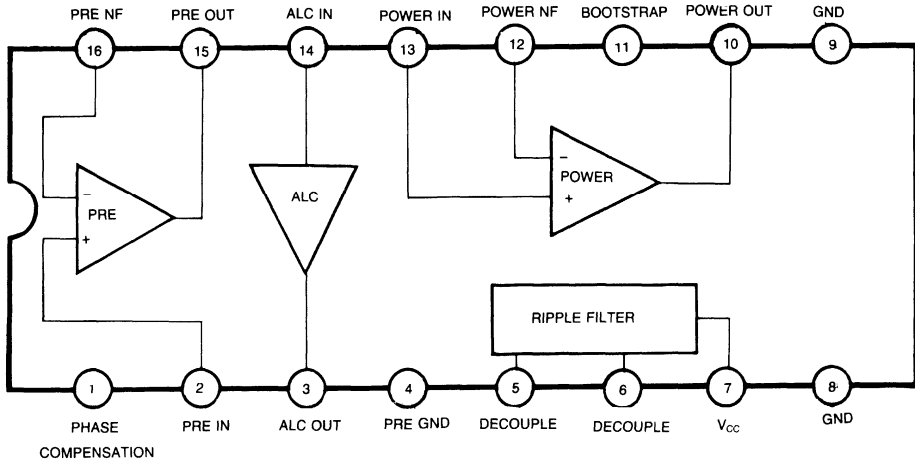 PRE NF PRE OUT ALC IN POWER IN POWER NF BOOTSTRAP POWER OUT GND
16 15 14 13 12 11 10 9
− PRE +
ALC
− POWER +
RIPPLE FILTER
1 2 3 4 5 6 7 8
PHASE COMPENSATION PRE IN ALC OUT PRE GND DECOUPLE DECOUPLE VCC GND